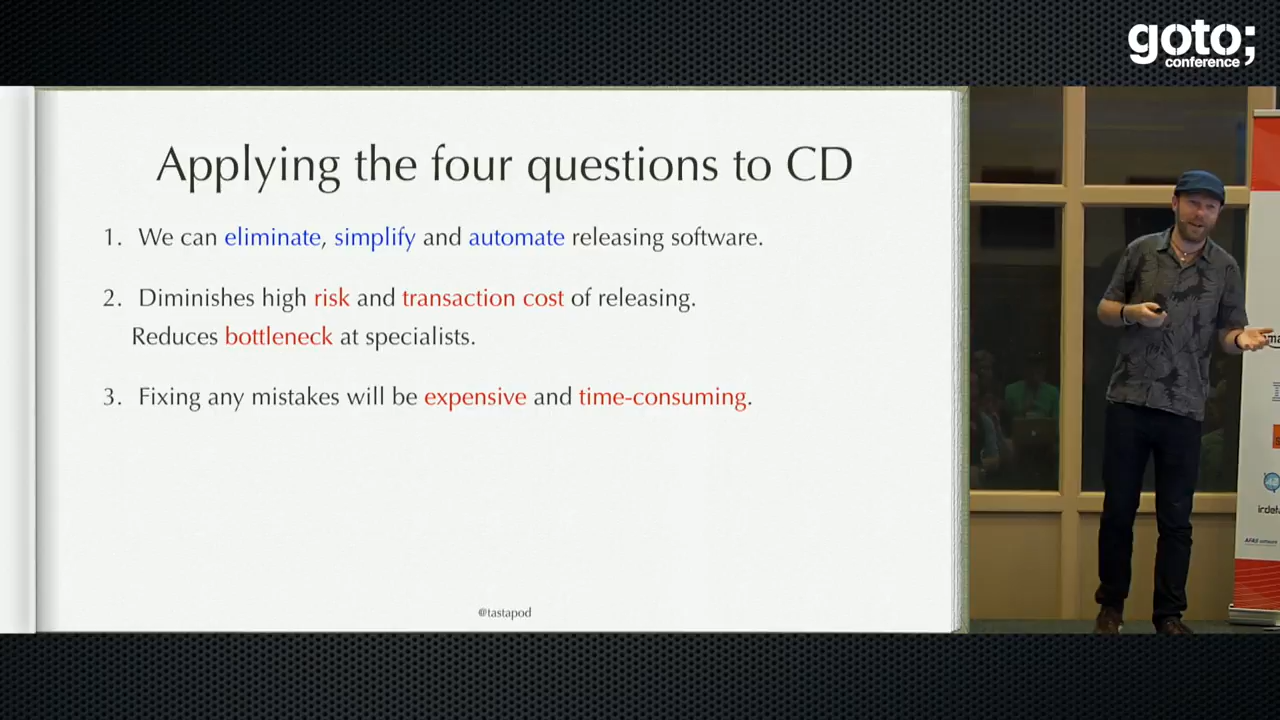 goto;
conference
Applying the four questions to CD
1. We can eliminate, simplify and automate releasing software.
2. Diminishes high risk and transaction cost of releasing.
Reduces bottleneck at specialists.
3. Fixing any mistakes will be expensive and time-consuming.
@tastapod